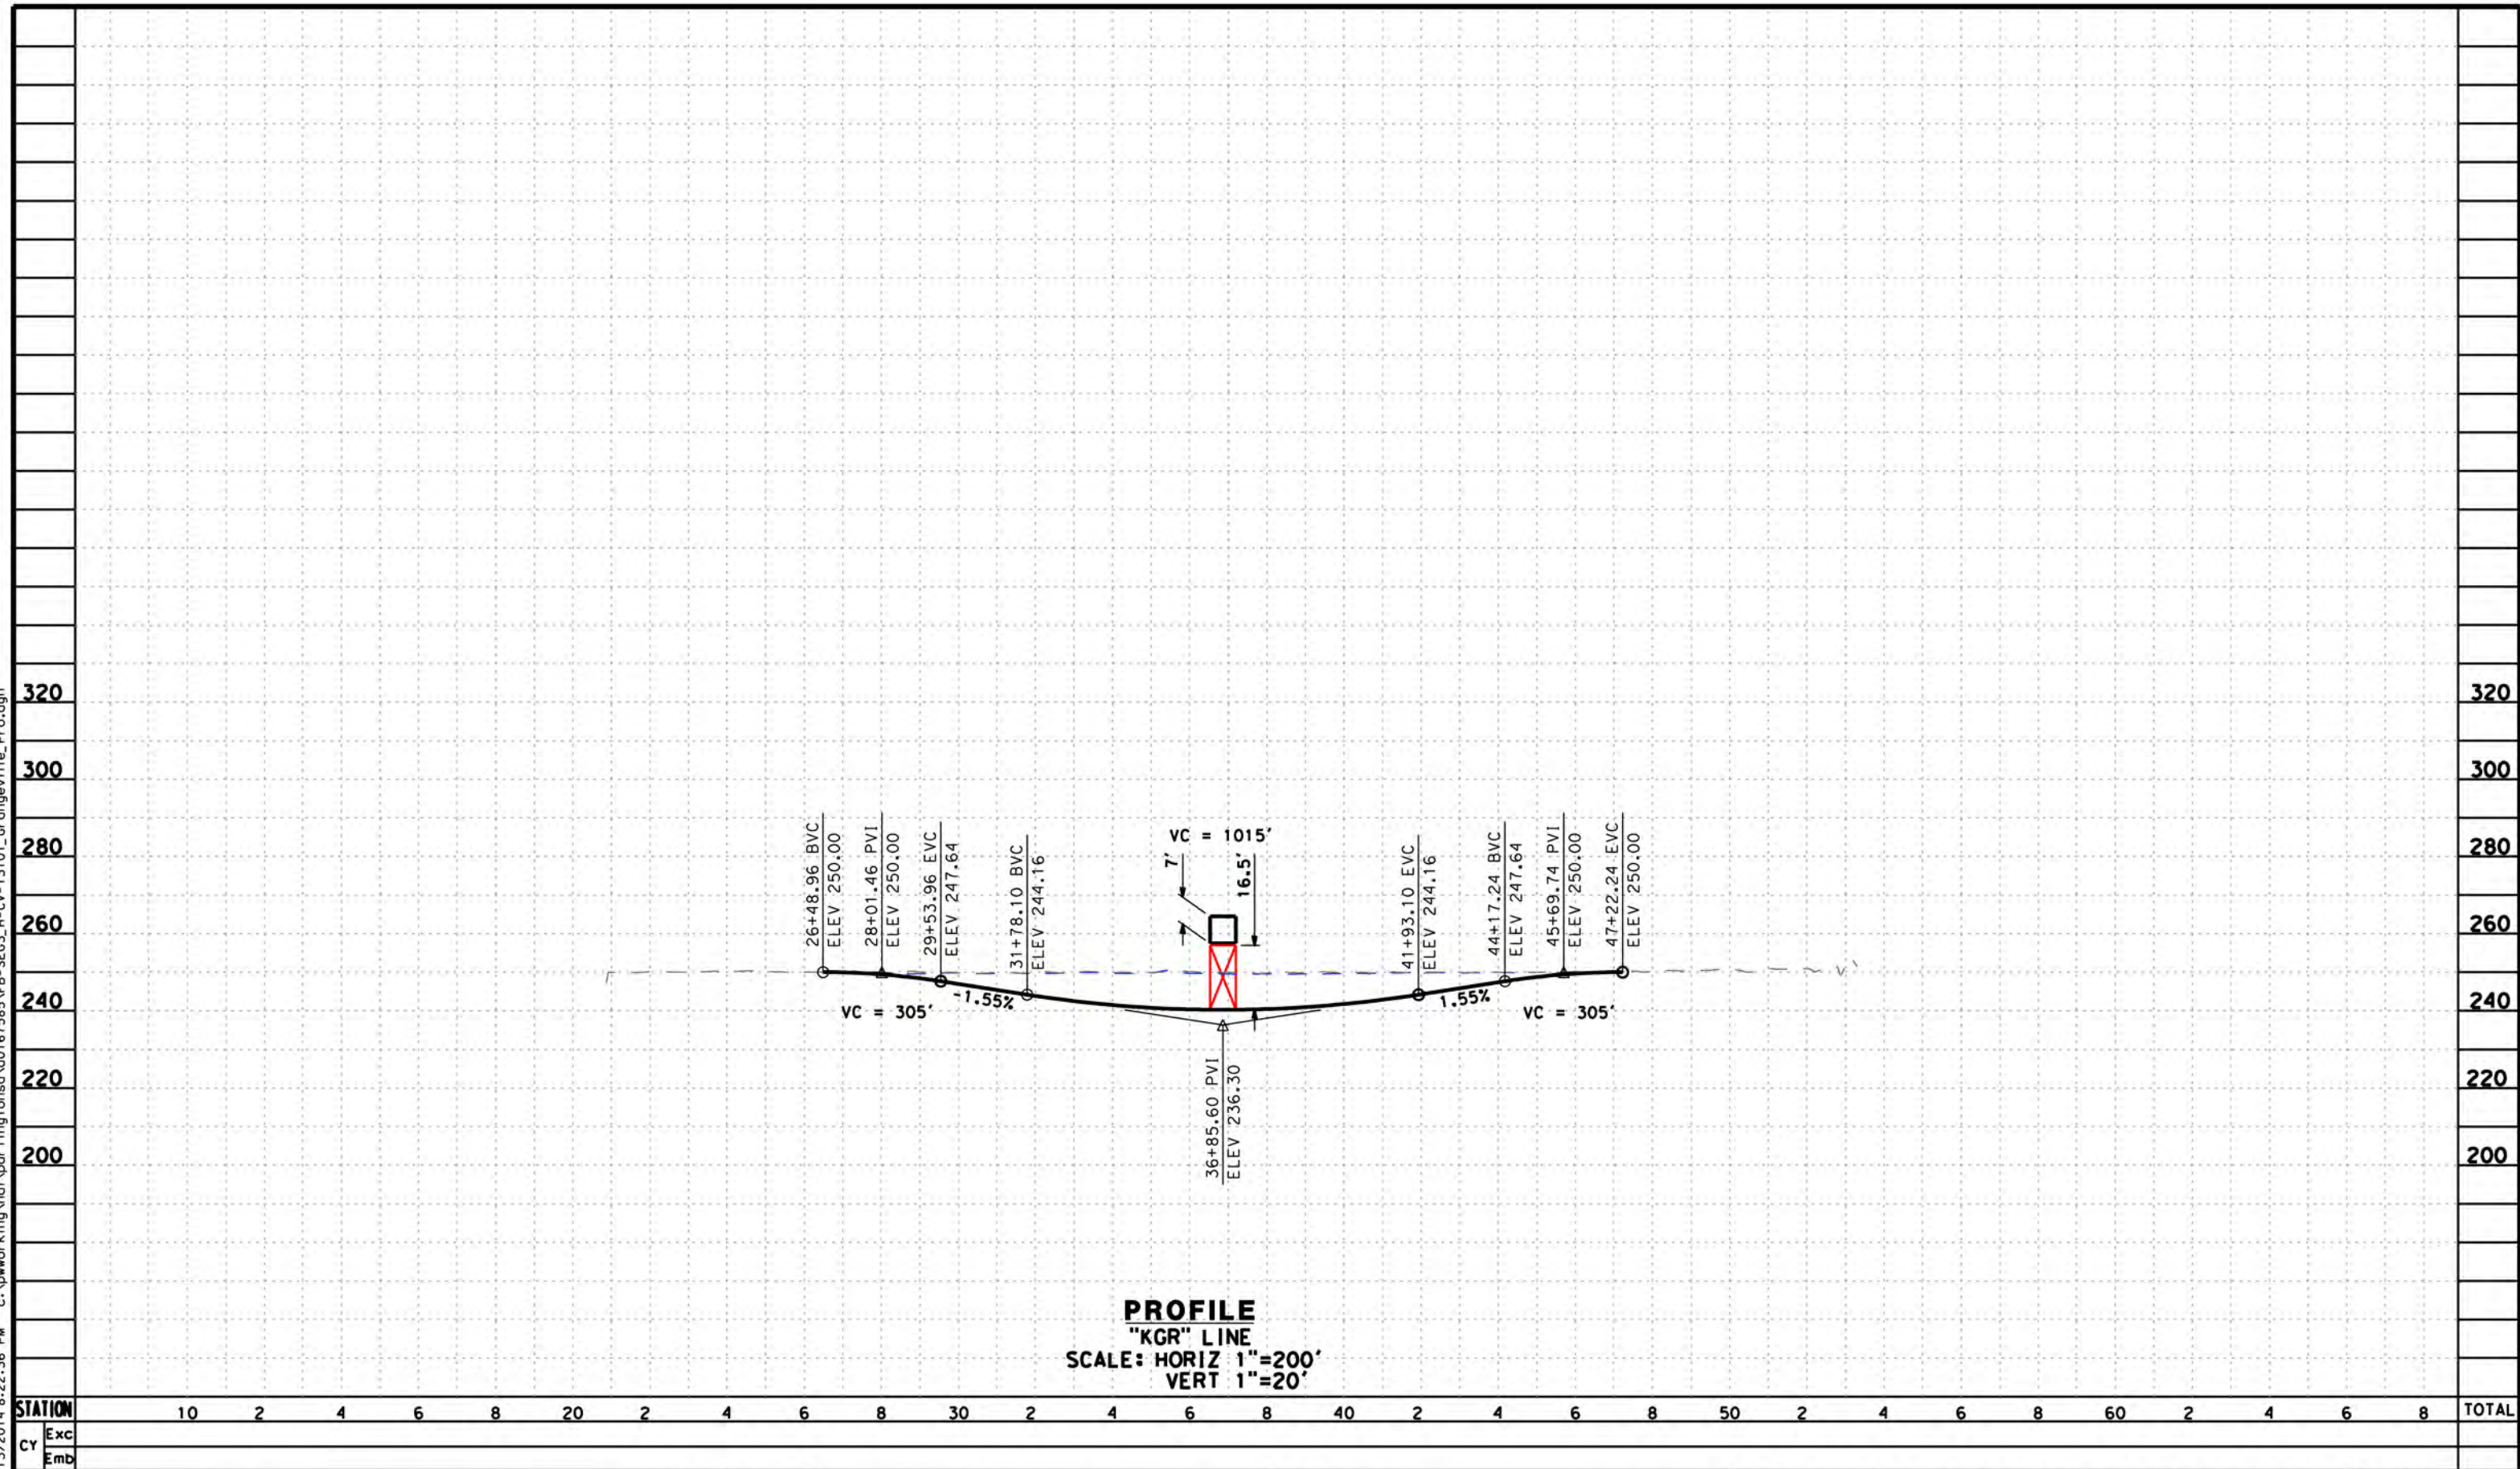 320 320
300 300
280 280
260 260
240 240
220 220
200 200
26+48.96 BVC
ELEV 250.00
28+01.46 PVI
ELEV 250.00
29+53.96 EVC
ELEV 247.64
31+78.10 BVC
ELEV 244.16
VC = 1015'
7'
16.5'
41+93.10 EVC
ELEV 244.16
44+17.24 BVC
ELEV 247.64
45+69.74 PVI
ELEV 250.00
47+22.24 EVC
ELEV 250.00
VC = 305'
-1.55%
1.55%
VC = 305'
36+85.60 PVI
ELEV 236.30
PROFILE
"KGR" LINE
SCALE: HORIZ 1"=200'
VERT 1"=20'
STATION 10 2 4 6 8 20 2 4 6 8 30 2 4 6 8 40 2 4 6 8 50 2 4 6 8 60 2 4 6 8 TOTAL
CY Exc
Emb